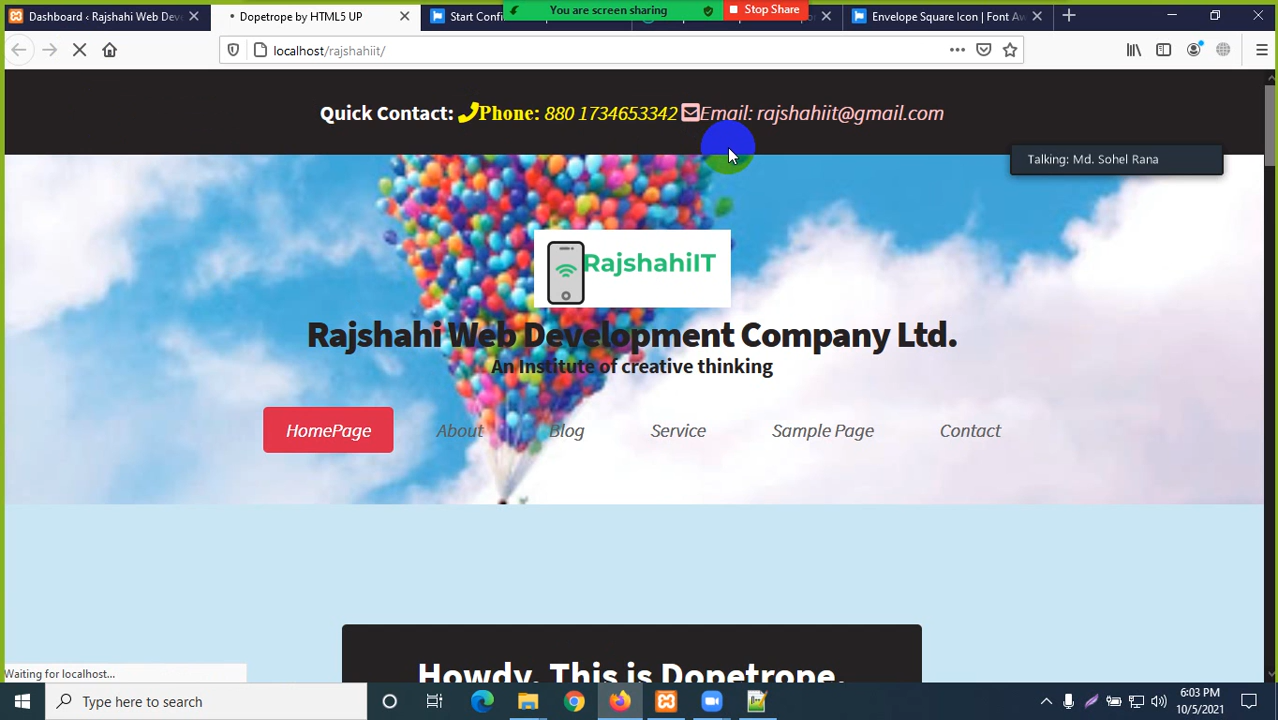 Dashboard ‹ Rajshahi Web Deve
Dopetrope by HTML5 UP
Start Confi
You are screen sharing
Stop Share
Envelope Square Icon | Font Aw
localhost/rajshahiit/
Quick Contact: Phone: 880 1734653342 Email: rajshahiit@gmail.com
Talking: Md. Sohel Rana
RajshahiIT
Rajshahi Web Development Company Ltd.
An Institute of creative thinking
HomePage
About
Blog
Service
Sample Page
Contact
Howdy. This is Dopetrope.
Waiting for localhost...
Type here to search
6:03 PM
10/5/2021